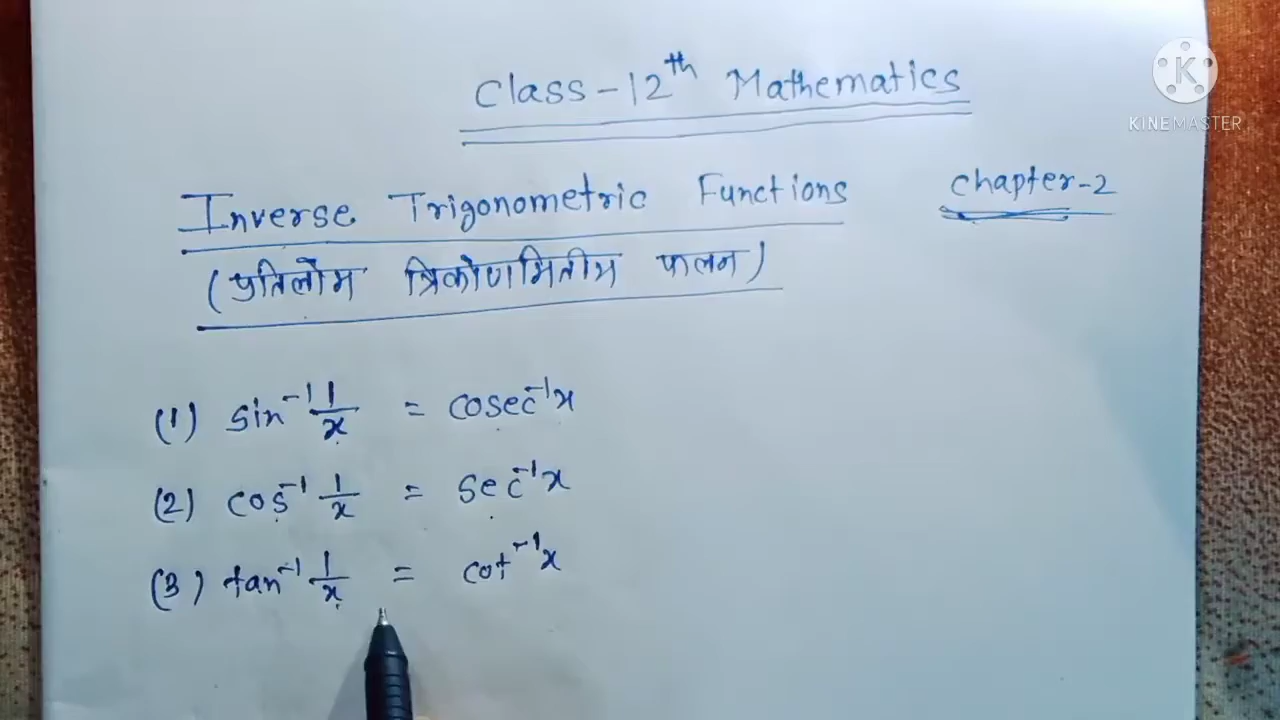 Class-12th Mathematics
KINEMASTER
Inverse Trigonometric Functions Chapter-2
(प्रतिलोम त्रिकोणमितीय फलन)
(1) sin⁻¹ 1/x = cosec⁻¹x
(2) cos⁻¹ 1/x = sec⁻¹x
(3) tan⁻¹ 1/x = cot⁻¹x